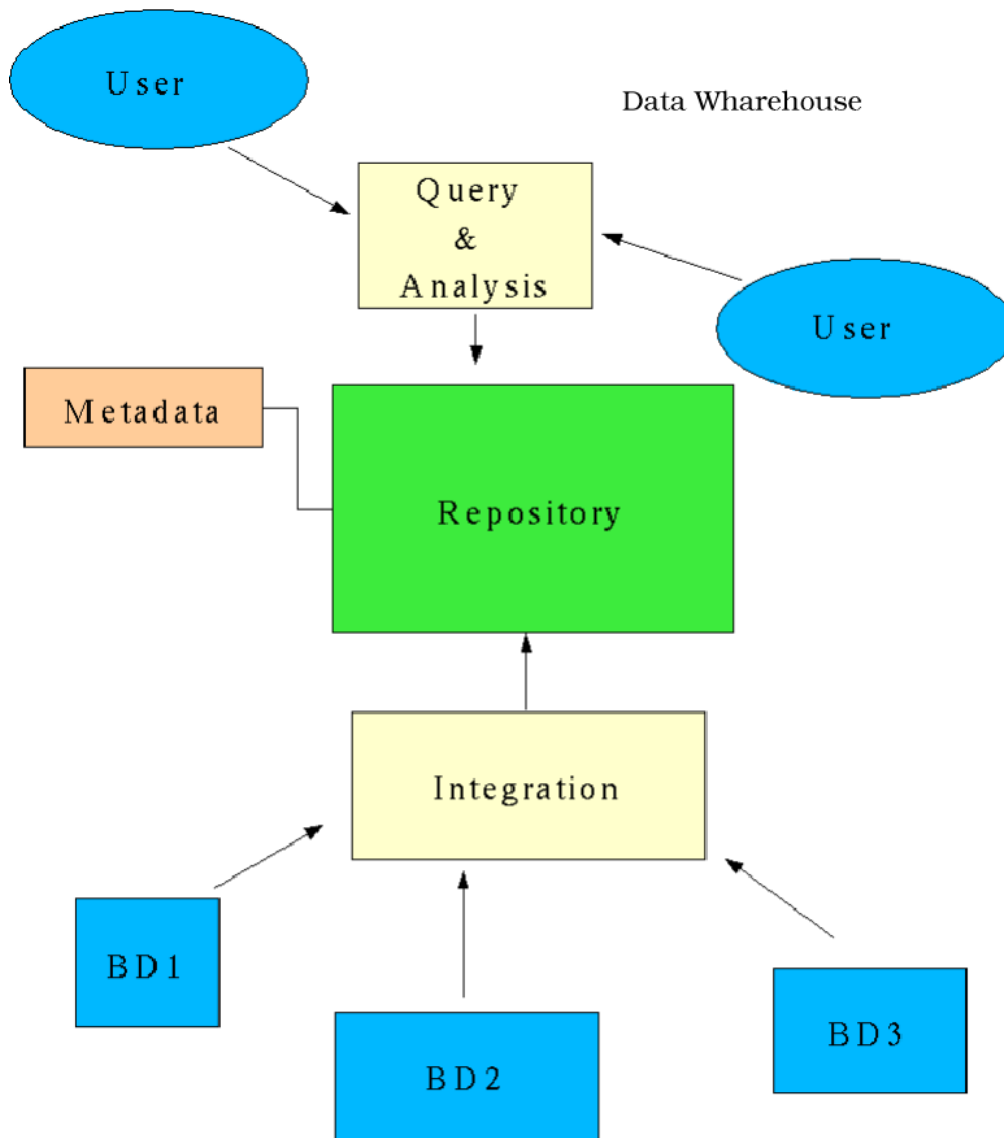 User
Data Wharehouse
Query
&
Analysis
User
Metadata
Repository
Integration
BD1
BD2
BD3